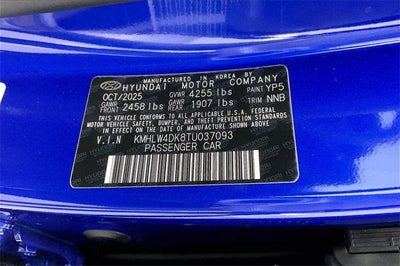 MANUFACTURED IN KOREA BY
HYUNDAI MOTOR COMPANY
OCT/2025 GVWR 4255 lbs PAINT YP5
GAWR FRONT 2458 lbs GAWR REAR 1907 lbs TRIM NNB
THIS VEHICLE CONFORMS TO ALL APPLICABLE U.S.A.
FEDERAL MOTOR VEHICLE SAFETY, BUMPER, AND THEFT
PREVENTION STANDARDS IN EFFECT ON THE DATE OF
MANUFACTURE SHOWN ABOVE.
V.I.N KMHLW4DK8TU037093
PASSENGER CAR